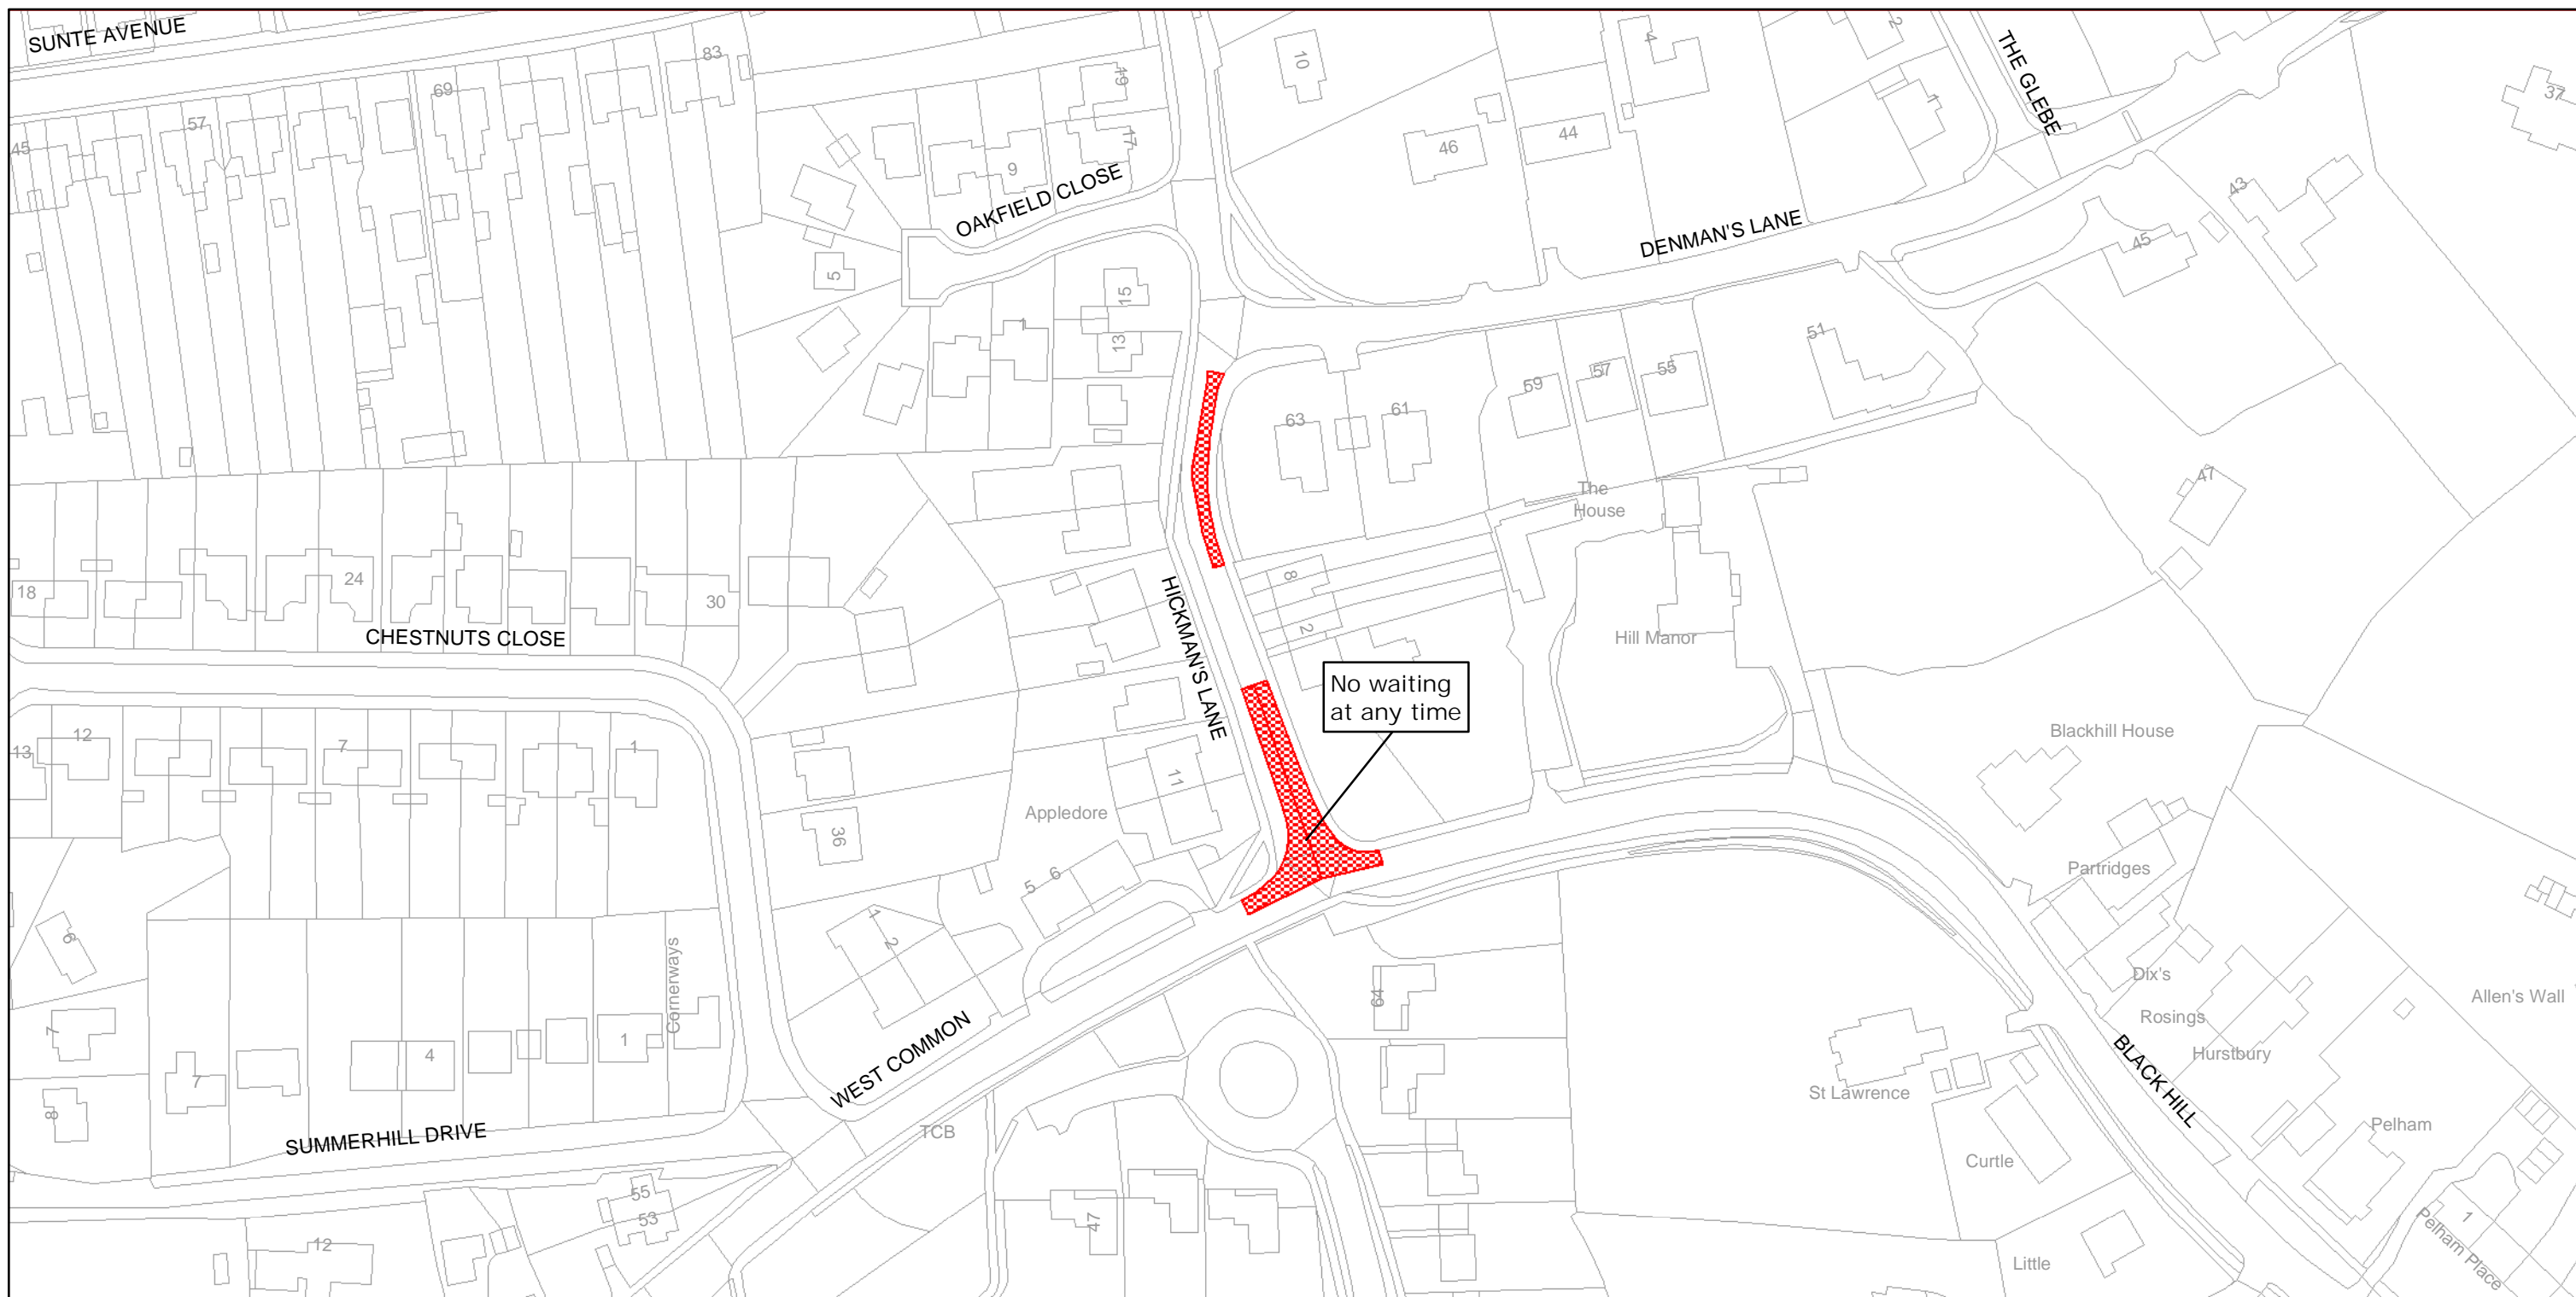 SUNTE AVENUE
83
69
57
45
10
4
2
1
THE GLEBE
37
19
17
9
46
44
OAKFIELD CLOSE
DENMAN'S LANE
43
45
5
15
1
13
51
59
57
55
63
61
47
The
House
18
24
30
8
2
CHESTNUTS CLOSE
HICKMAN'S LANE
Hill Manor
No waiting
at any time
13
12
7
1
11
Blackhill House
Appledore
36
Partridges
5
6
1
2
6
Cornerways
64
Dix's
Rosings
Allen's Wall
7
7
4
1
WEST COMMON
Hurstbury
BLACK HILL
St Lawrence
8
SUMMERHILL DRIVE
TCB
Pelham
Curtle
55
53
47
12
Little
1
Pelham Place